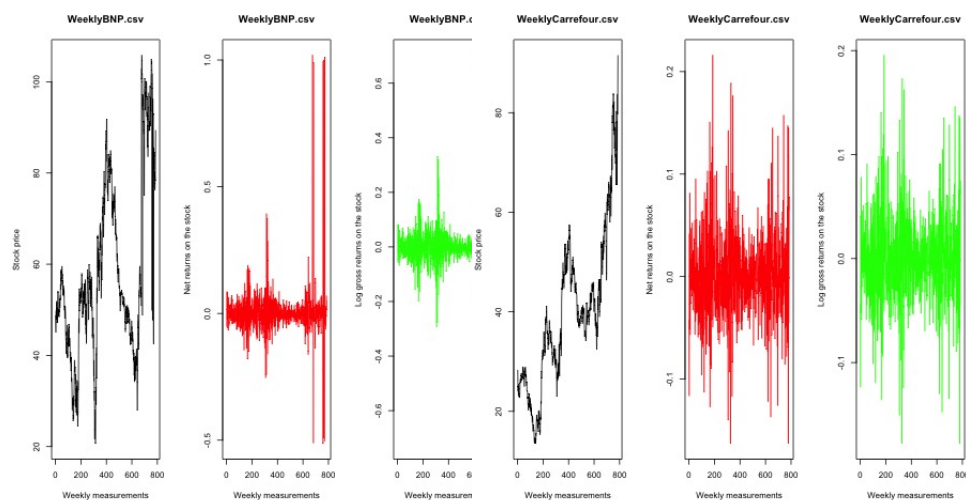 WeeklyBNP.csv
Stock price
100
80
60
40
20
0 200 400 600 800
Weekly measurements
WeeklyBNP.csv
Net returns on the stock
1.0
0.5
0.0
-0.5
0 200 400 600 800
Weekly measurements
WeeklyBNP.c
Log gross returns on the stock
0.6
0.4
0.2
0.0
-0.2
-0.4
-0.6
0 200 400 6
Weekly measurement
WeeklyCarrefour.csv
Stock price
80
60
40
20
0 200 400 600 800
Weekly measurements
WeeklyCarrefour.csv
Net returns on the stock
0.2
0.1
0.0
-0.1
0 200 400 600 800
Weekly measurements
WeeklyCarrefour.csv
Log gross returns on the stock
0.2
0.1
0.0
-0.1
0 200 400 600 800
Weekly measurements